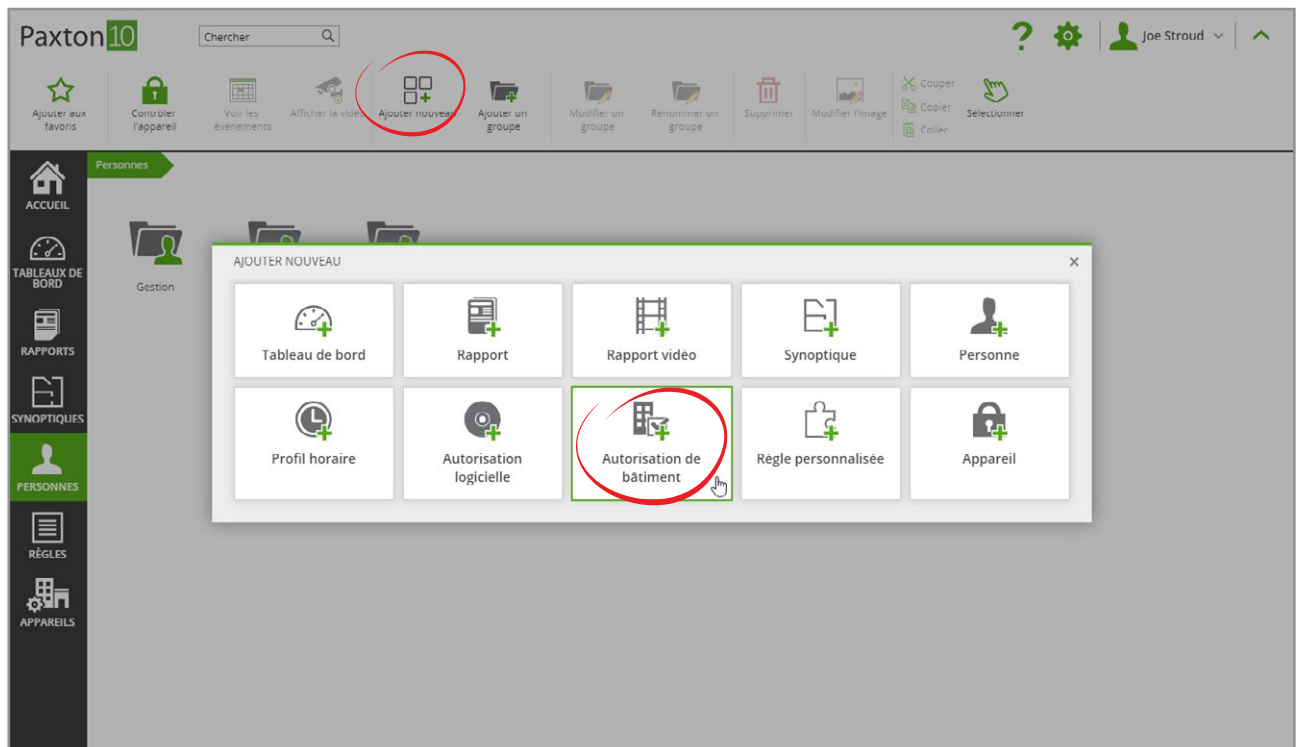 Paxton 10
Chercher
Joe Stroud
Ajouter aux
favoris
Contrôler
l'appareil
Voir les
évènements
Afficher la vidéo
Ajouter nouveau
Ajouter un
groupe
Modifier un
groupe
Renommer un
groupe
Supprimer
Modifier l'image
Couper
Copier
Coller
Sélectionner
ACCUEIL
TABLEAUX DE
BORD
RAPPORTS
SYNOPTIQUES
PERSONNES
RÈGLES
APPAREILS
Personnes
Gestion
AJOUTER NOUVEAU
Tableau de bord
Rapport
Rapport vidéo
Synoptique
Personne
Profil horaire
Autorisation
logicielle
Autorisation de
bâtiment
Règle personnalisée
Appareil